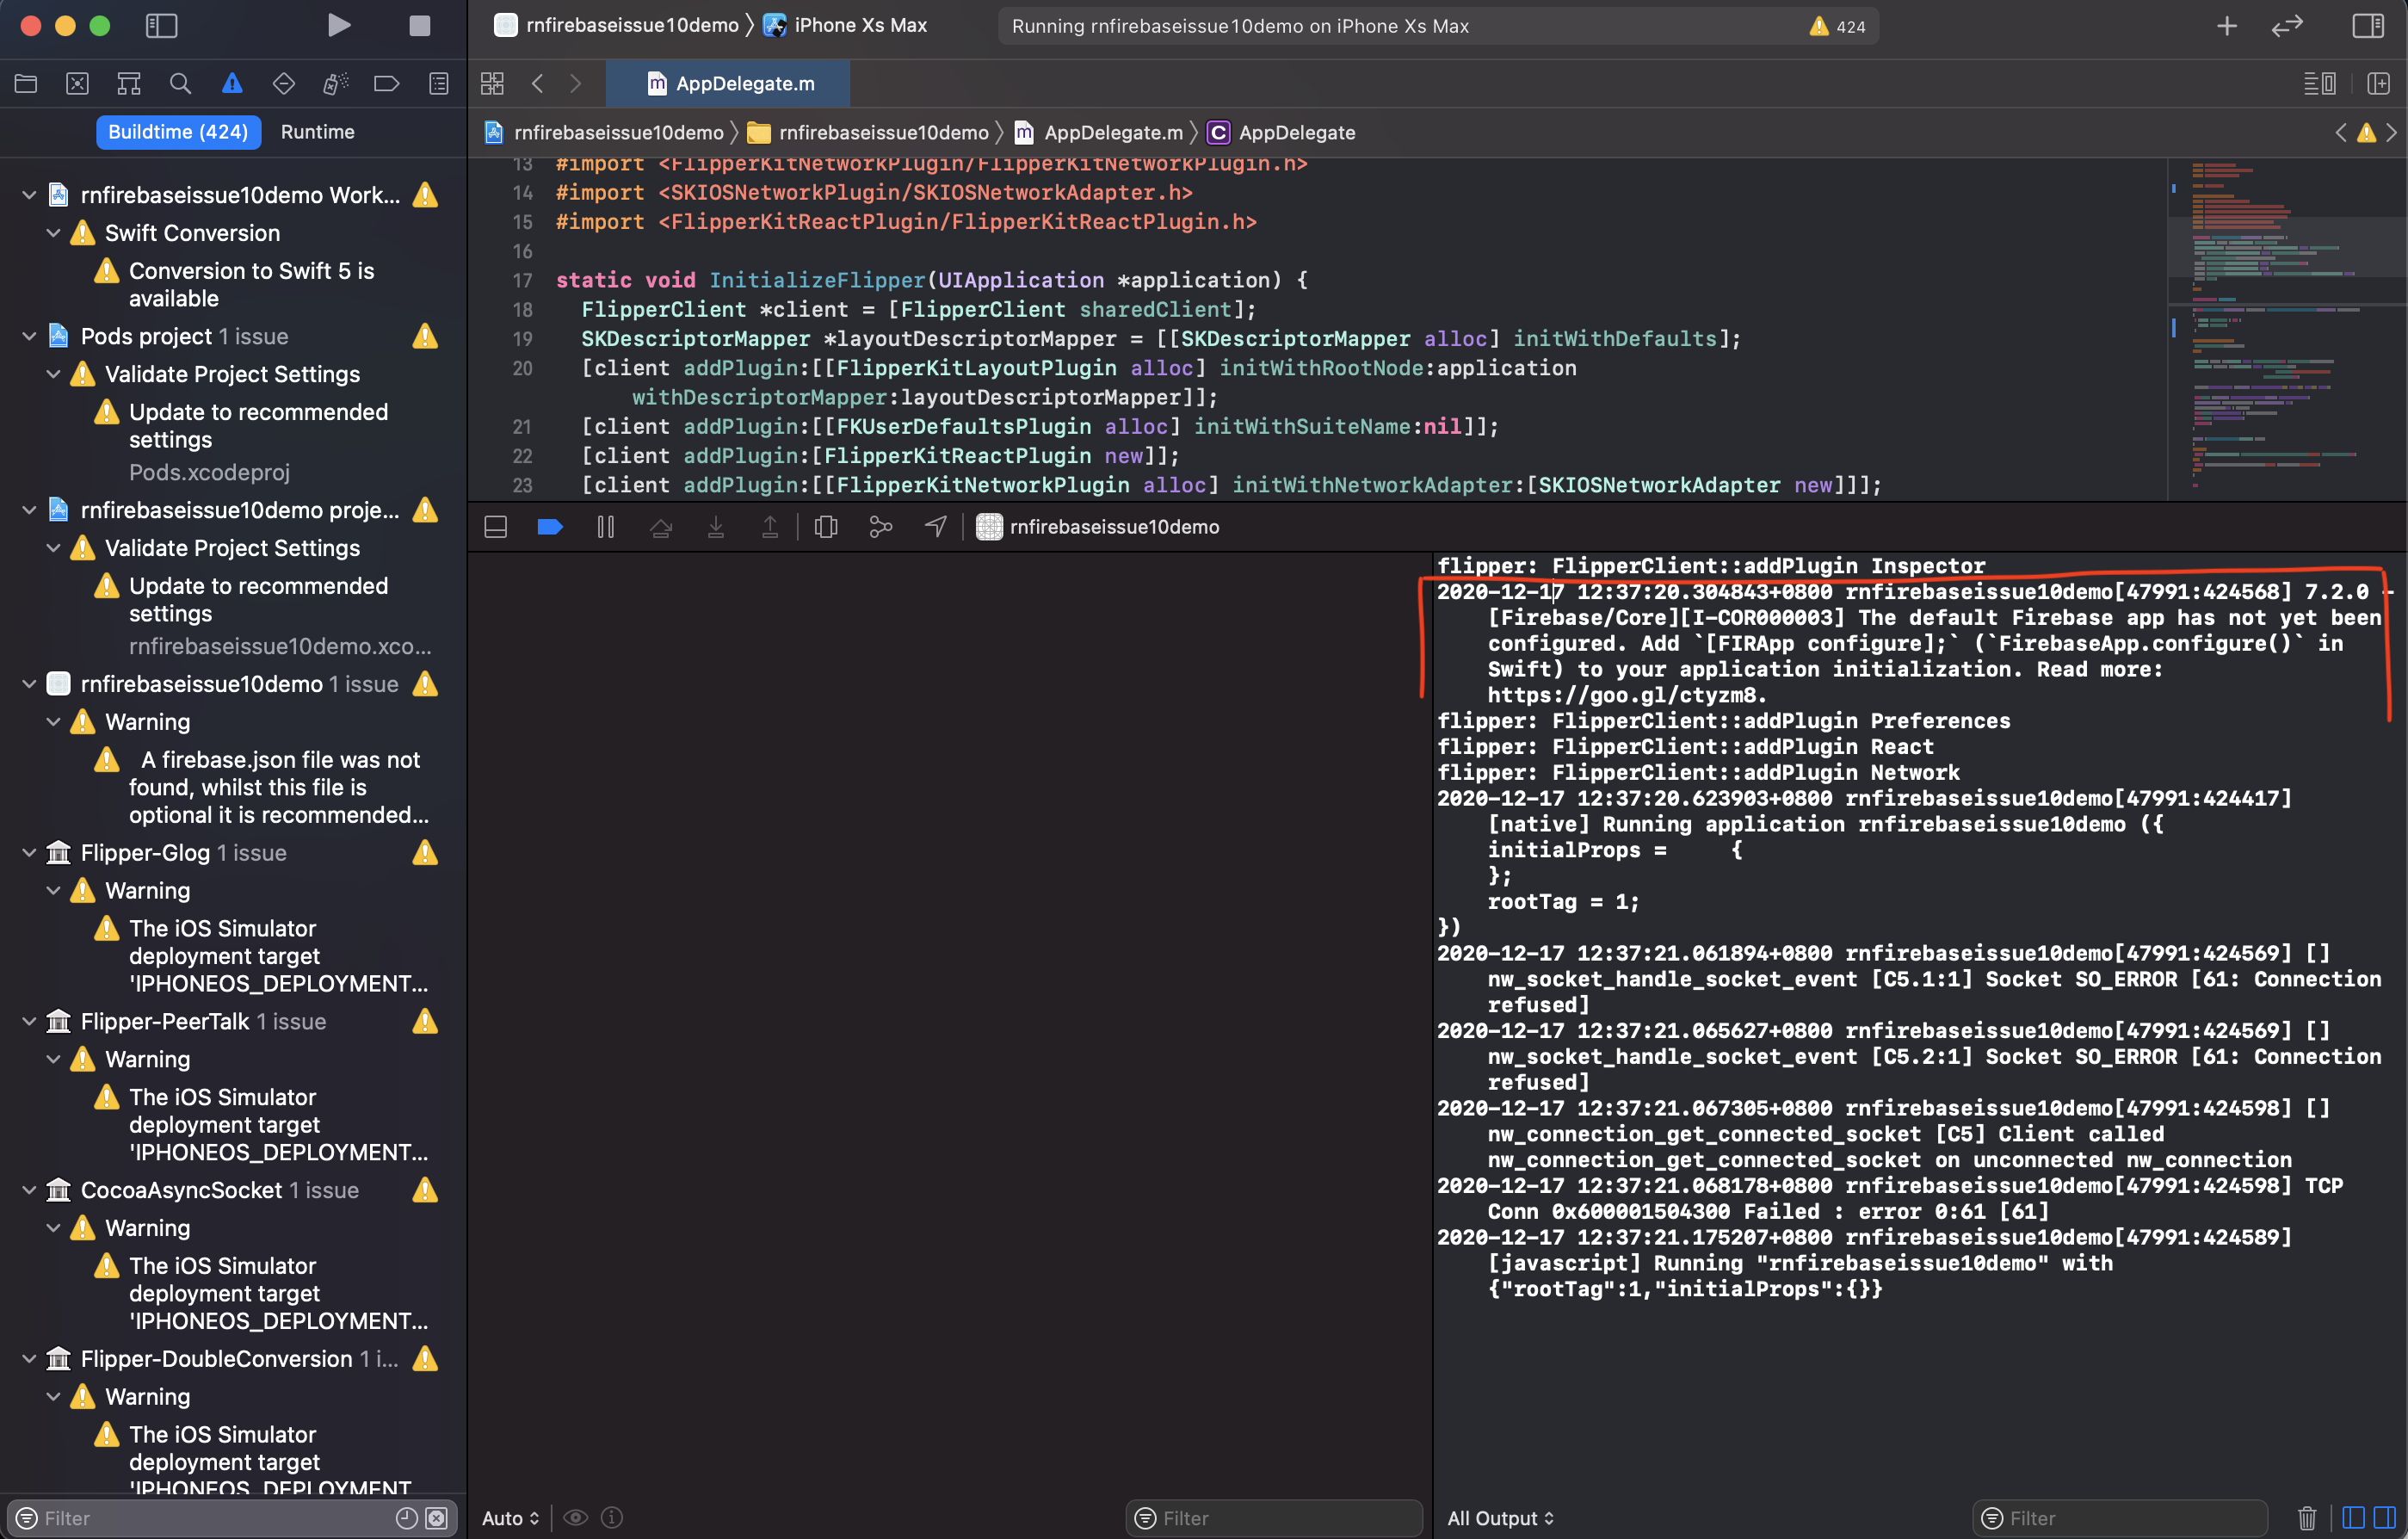 rnfirebaseissue10demo
iPhone Xs Max
Running rnfirebaseissue10demo on iPhone Xs Max
424
AppDelegate.m
Buildtime (424)
Runtime
rnfirebaseissue10demo
rnfirebaseissue10demo
AppDelegate.m
AppDelegate
rnfirebaseissue10demo Work...
Swift Conversion
Conversion to Swift 5 is
available
Pods project 1 issue
Validate Project Settings
Update to recommended
settings
Pods.xcodeproj
rnfirebaseissue10demo proje...
Validate Project Settings
Update to recommended
settings
rnfirebaseissue10demo.xco...
rnfirebaseissue10demo 1 issue
Warning
A firebase.json file was not
found, whilst this file is
optional it is recommended...
Flipper-Glog 1 issue
Warning
The iOS Simulator
deployment target
'IPHONEOS_DEPLOYMENT...
Flipper-PeerTalk 1 issue
Warning
The iOS Simulator
deployment target
'IPHONEOS_DEPLOYMENT...
CocoaAsyncSocket 1 issue
Warning
The iOS Simulator
deployment target
'IPHONEOS_DEPLOYMENT...
Flipper-DoubleConversion 1 i...
Warning
The iOS Simulator
deployment target
'IPHONEOS_DEPLOYMENT
Filter
13 #import <FlipperKitNetworkPlugin/FlipperKitNetworkPlugin.h>
14 #import <SKIOSNetworkPlugin/SKIOSNetworkAdapter.h>
15 #import <FlipperKitReactPlugin/FlipperKitReactPlugin.h>
16
17 static void InitializeFlipper(UIApplication *application) {
18 FlipperClient *client = [FlipperClient sharedClient];
19 SKDescriptorMapper *layoutDescriptorMapper = [[SKDescriptorMapper alloc] initWithDefaults];
20 [client addPlugin:[[FlipperKitLayoutPlugin alloc] initWithRootNode:application
withDescriptorMapper:layoutDescriptorMapper]];
21 [client addPlugin:[[FKUserDefaultsPlugin alloc] initWithSuiteName:nil]];
22 [client addPlugin:[FlipperKitReactPlugin new]];
23 [client addPlugin:[[FlipperKitNetworkPlugin alloc] initWithNetworkAdapter:[SKIOSNetworkAdapter new]]];
rnfirebaseissue10demo
flipper: FlipperClient::addPlugin Inspector
2020-12-17 12:37:20.304843+0800 rnfirebaseissue10demo[47991:424568] 7.2.0 -
[Firebase/Core][I-COR000003] The default Firebase app has not yet been
configured. Add `[FIRApp configure];` (`FirebaseApp.configure()` in
Swift) to your application initialization. Read more:
https://goo.gl/ctyzm8.
flipper: FlipperClient::addPlugin Preferences
flipper: FlipperClient::addPlugin React
flipper: FlipperClient::addPlugin Network
2020-12-17 12:37:20.623903+0800 rnfirebaseissue10demo[47991:424417]
[native] Running application rnfirebaseissue10demo ({
initialProps =     {
};
rootTag = 1;
})
2020-12-17 12:37:21.061894+0800 rnfirebaseissue10demo[47991:424569] []
nw_socket_handle_socket_event [C5.1:1] Socket SO_ERROR [61: Connection
refused]
2020-12-17 12:37:21.065627+0800 rnfirebaseissue10demo[47991:424569] []
nw_socket_handle_socket_event [C5.2:1] Socket SO_ERROR [61: Connection
refused]
2020-12-17 12:37:21.067305+0800 rnfirebaseissue10demo[47991:424598] []
nw_connection_get_connected_socket [C5] Client called
nw_connection_get_connected_socket on unconnected nw_connection
2020-12-17 12:37:21.068178+0800 rnfirebaseissue10demo[47991:424598] TCP
Conn 0x600001504300 Failed : error 0:61 [61]
2020-12-17 12:37:21.175207+0800 rnfirebaseissue10demo[47991:424589]
[javascript] Running "rnfirebaseissue10demo" with
{"rootTag":1,"initialProps":{}}
Auto
Filter
All Output
Filter